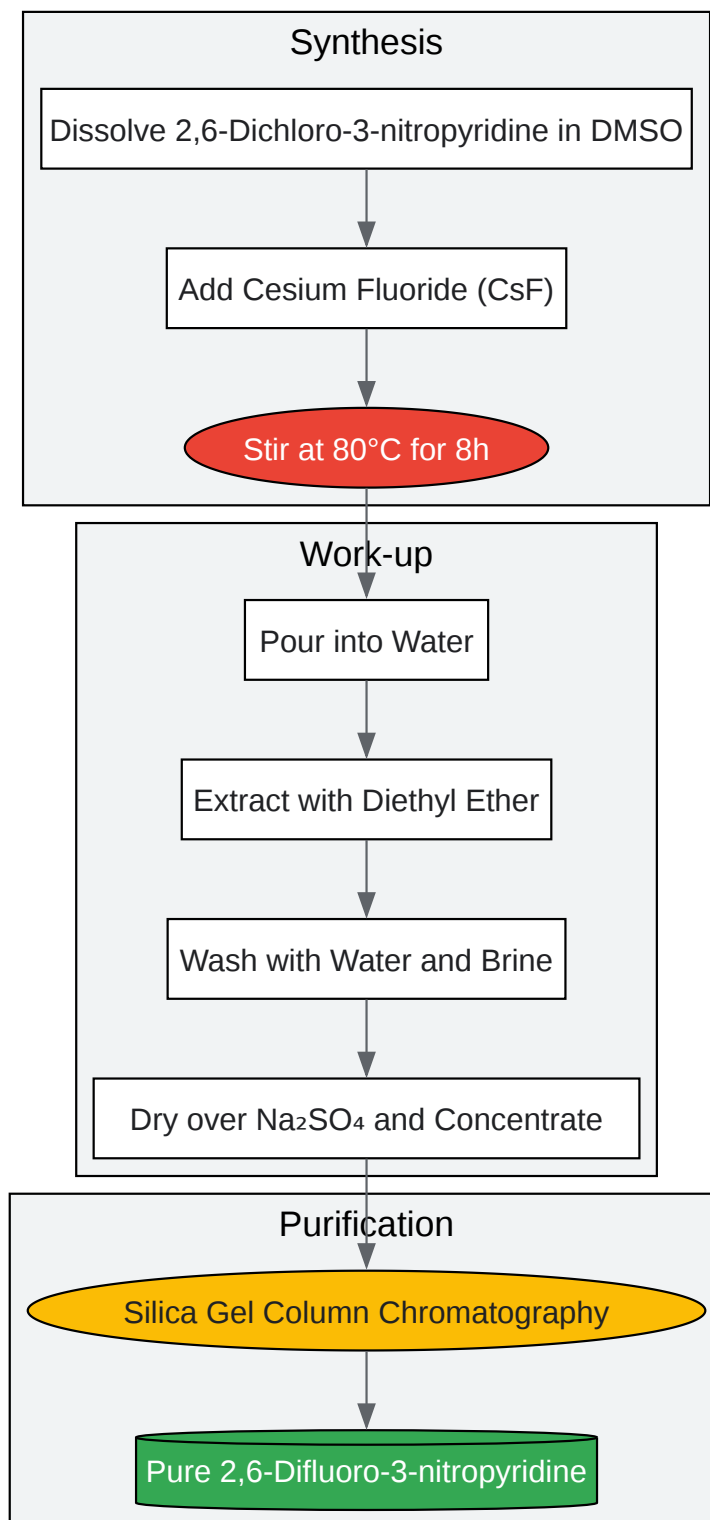 Synthesis
Dissolve 2,6-Dichloro-3-nitropyridine in DMSO
Add Cesium Fluoride (CsF)
Stir at 80°C for 8h
Work-up
Pour into Water
Extract with Diethyl Ether
Wash with Water and Brine
Dry over Na₂SO₄ and Concentrate
Purification
Silica Gel Column Chromatography
Pure 2,6-Difluoro-3-nitropyridine